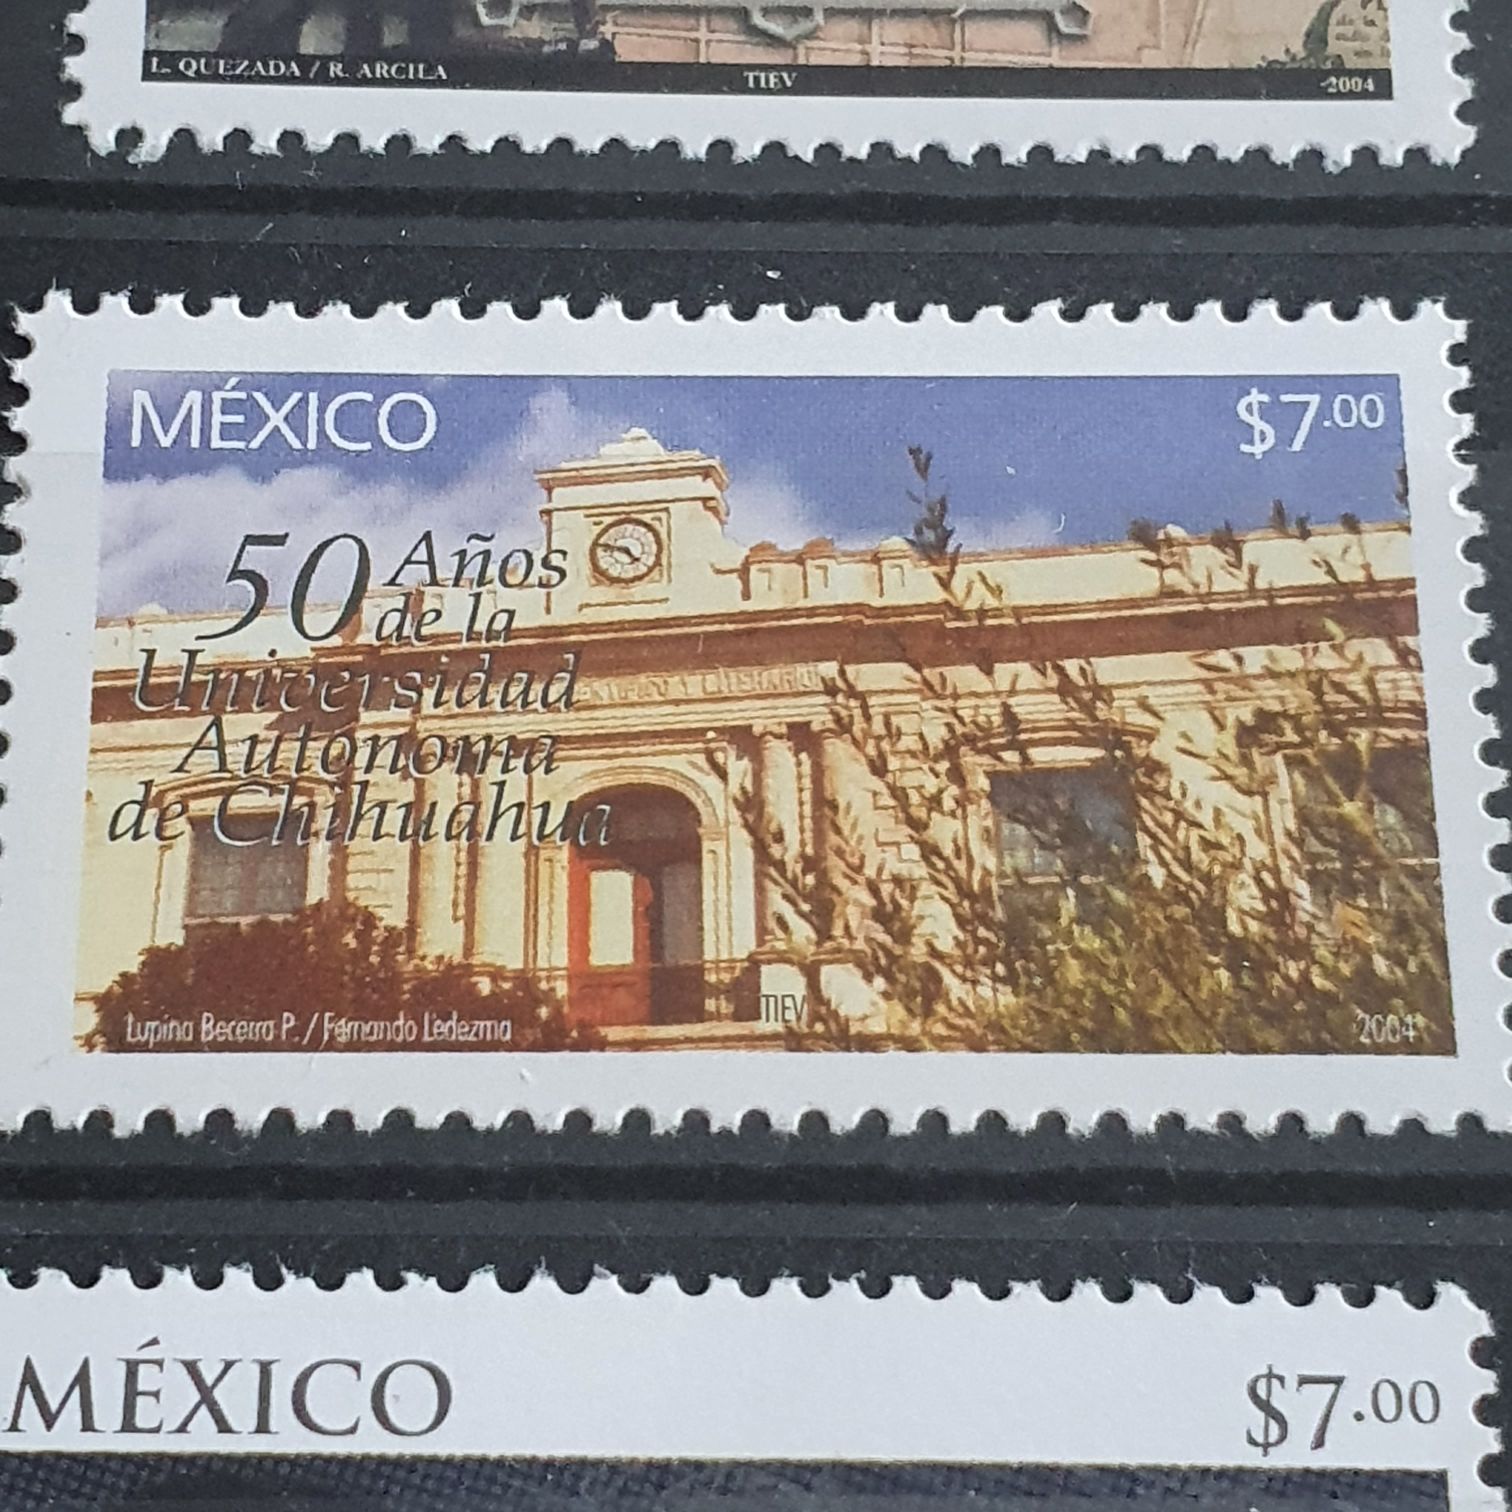 L. QUEZADA / R. ARCILA TIEV 2004
MÉXICO $7.00
50 Años
de la
Universidad
Autónoma
de Chihuahua
Lupina Becerra P. / Fernando Ledezma TIEV 2004
MÉXICO $7.00